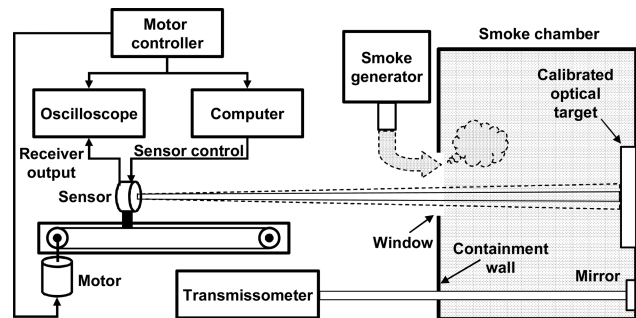 Motor
controller
Smoke chamber
Smoke
generator
Calibrated
optical
target
Oscilloscope
Computer
Receiver
output
Sensor control
Sensor
Window
Containment
wall
Motor
Transmissometer
Mirror